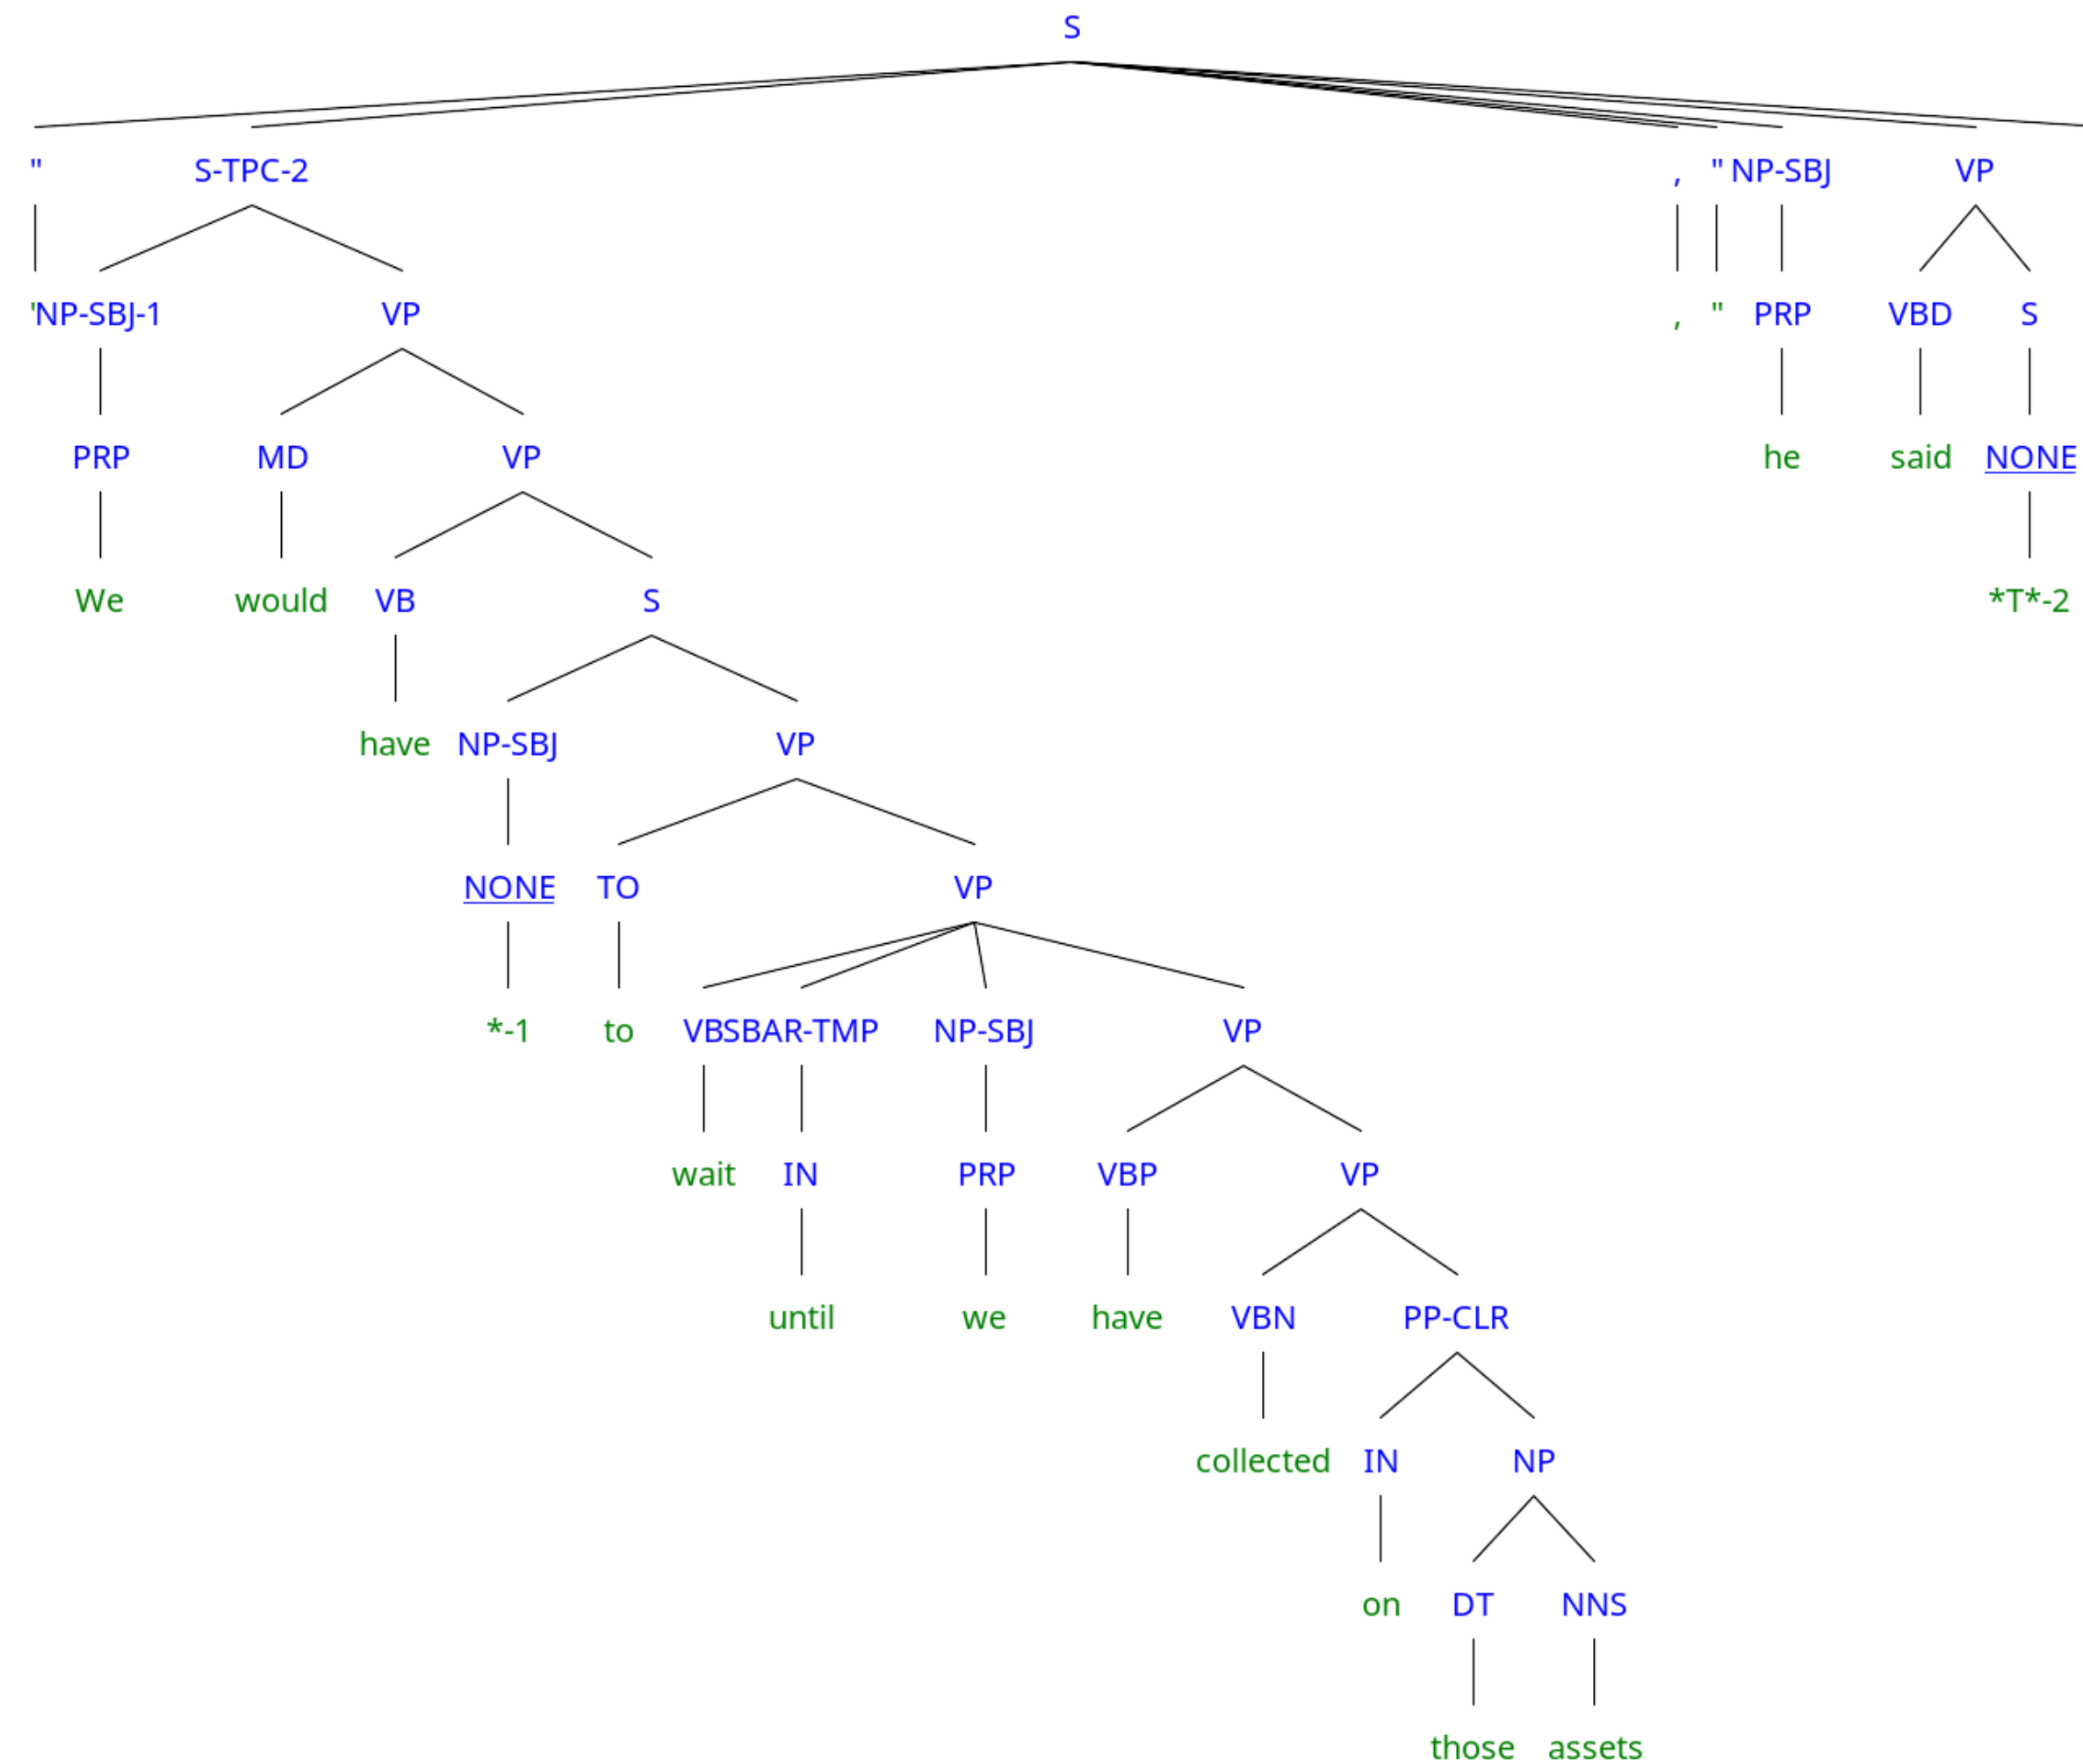 S
" S-TPC-2 , " NP-SBJ VP
' NP-SBJ-1 VP , " PRP VBD S
PRP MD VP he said NONE
We would VB S *T*-2
have NP-SBJ VP
NONE TO VP
*-1 to VB SBAR-TMP NP-SBJ VP
wait IN PRP VBP VP
until we have VBN PP-CLR
collected IN NP
on DT NNS
those assets